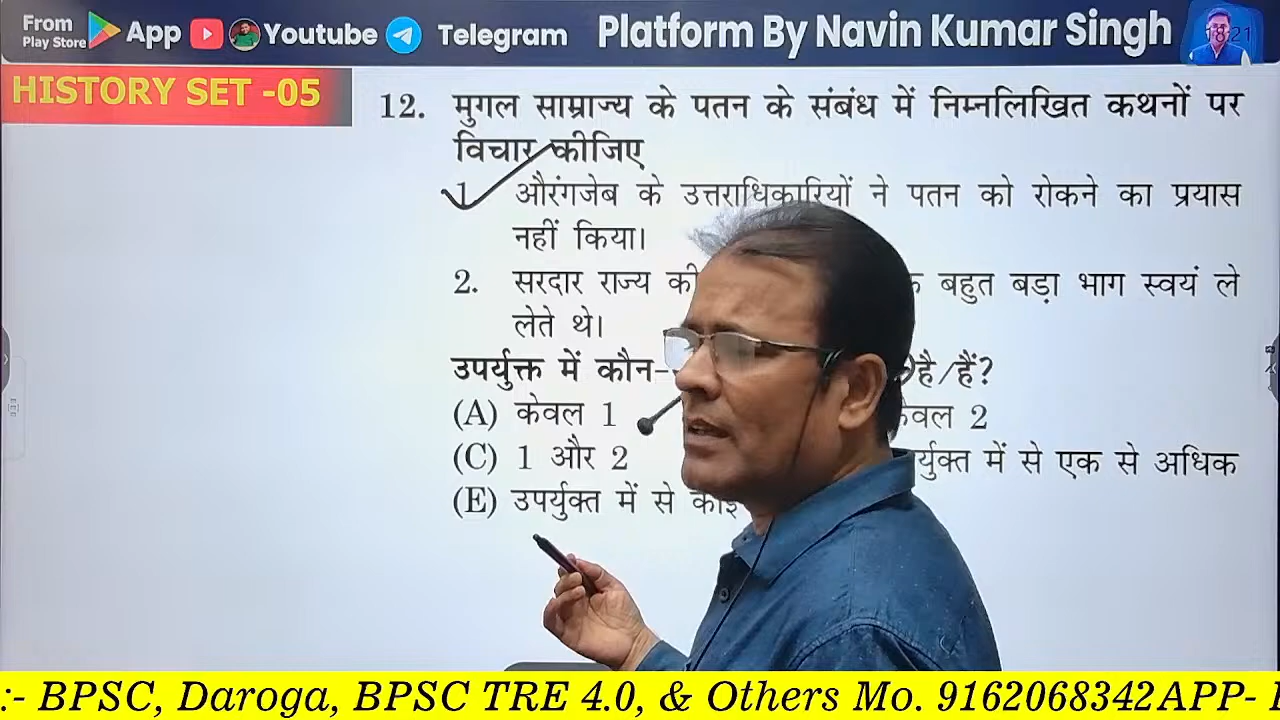 From
Play Store
App
Youtube
Telegram
Platform By Navin Kumar Singh
18:21
HISTORY SET -05
12. मुगल साम्राज्य के पतन के संबंध में निम्नलिखित कथनों पर
विचार कीजिए
1. औरंगजेब के उत्तराधिकारियों ने पतन को रोकने का प्रयास
नहीं किया।
2. सरदार राज्य की बहुत बड़ा भाग स्वयं ले
लेते थे।
उपर्युक्त में कौन- है/हैं?
(A) केवल 1
केवल 2
(C) 1 और 2
में से एक से अधिक
(E) उपर्युक्त में से
:- BPSC, Daroga, BPSC TRE 4.0, & Others Mo. 9162068342APP-